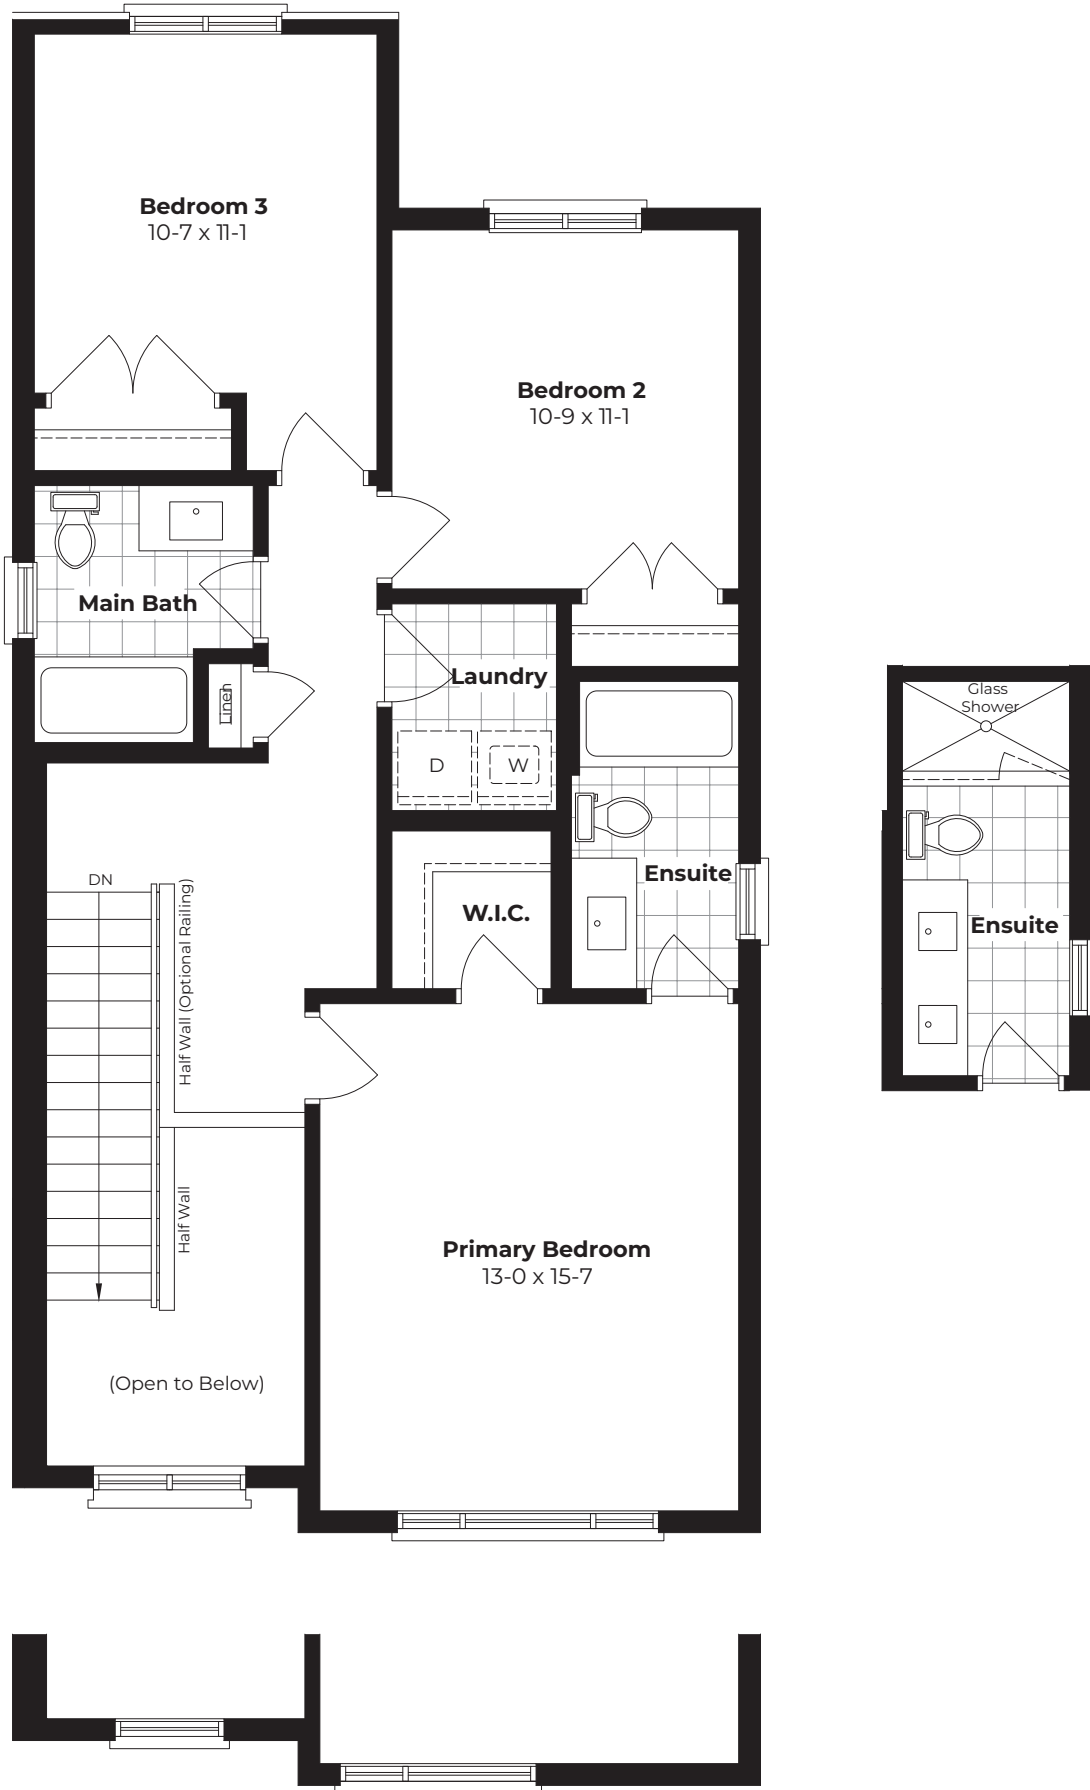 Bedroom 3
10-7 x 11-1
Bedroom 2
10-9 x 11-1
Main Bath
Linen
Laundry
D
W
Glass
Shower
Ensuite
W.I.C.
DN
Half Wall (Optional Railing)
Ensuite
Half Wall
Primary Bedroom
13-0 x 15-7
(Open to Below)